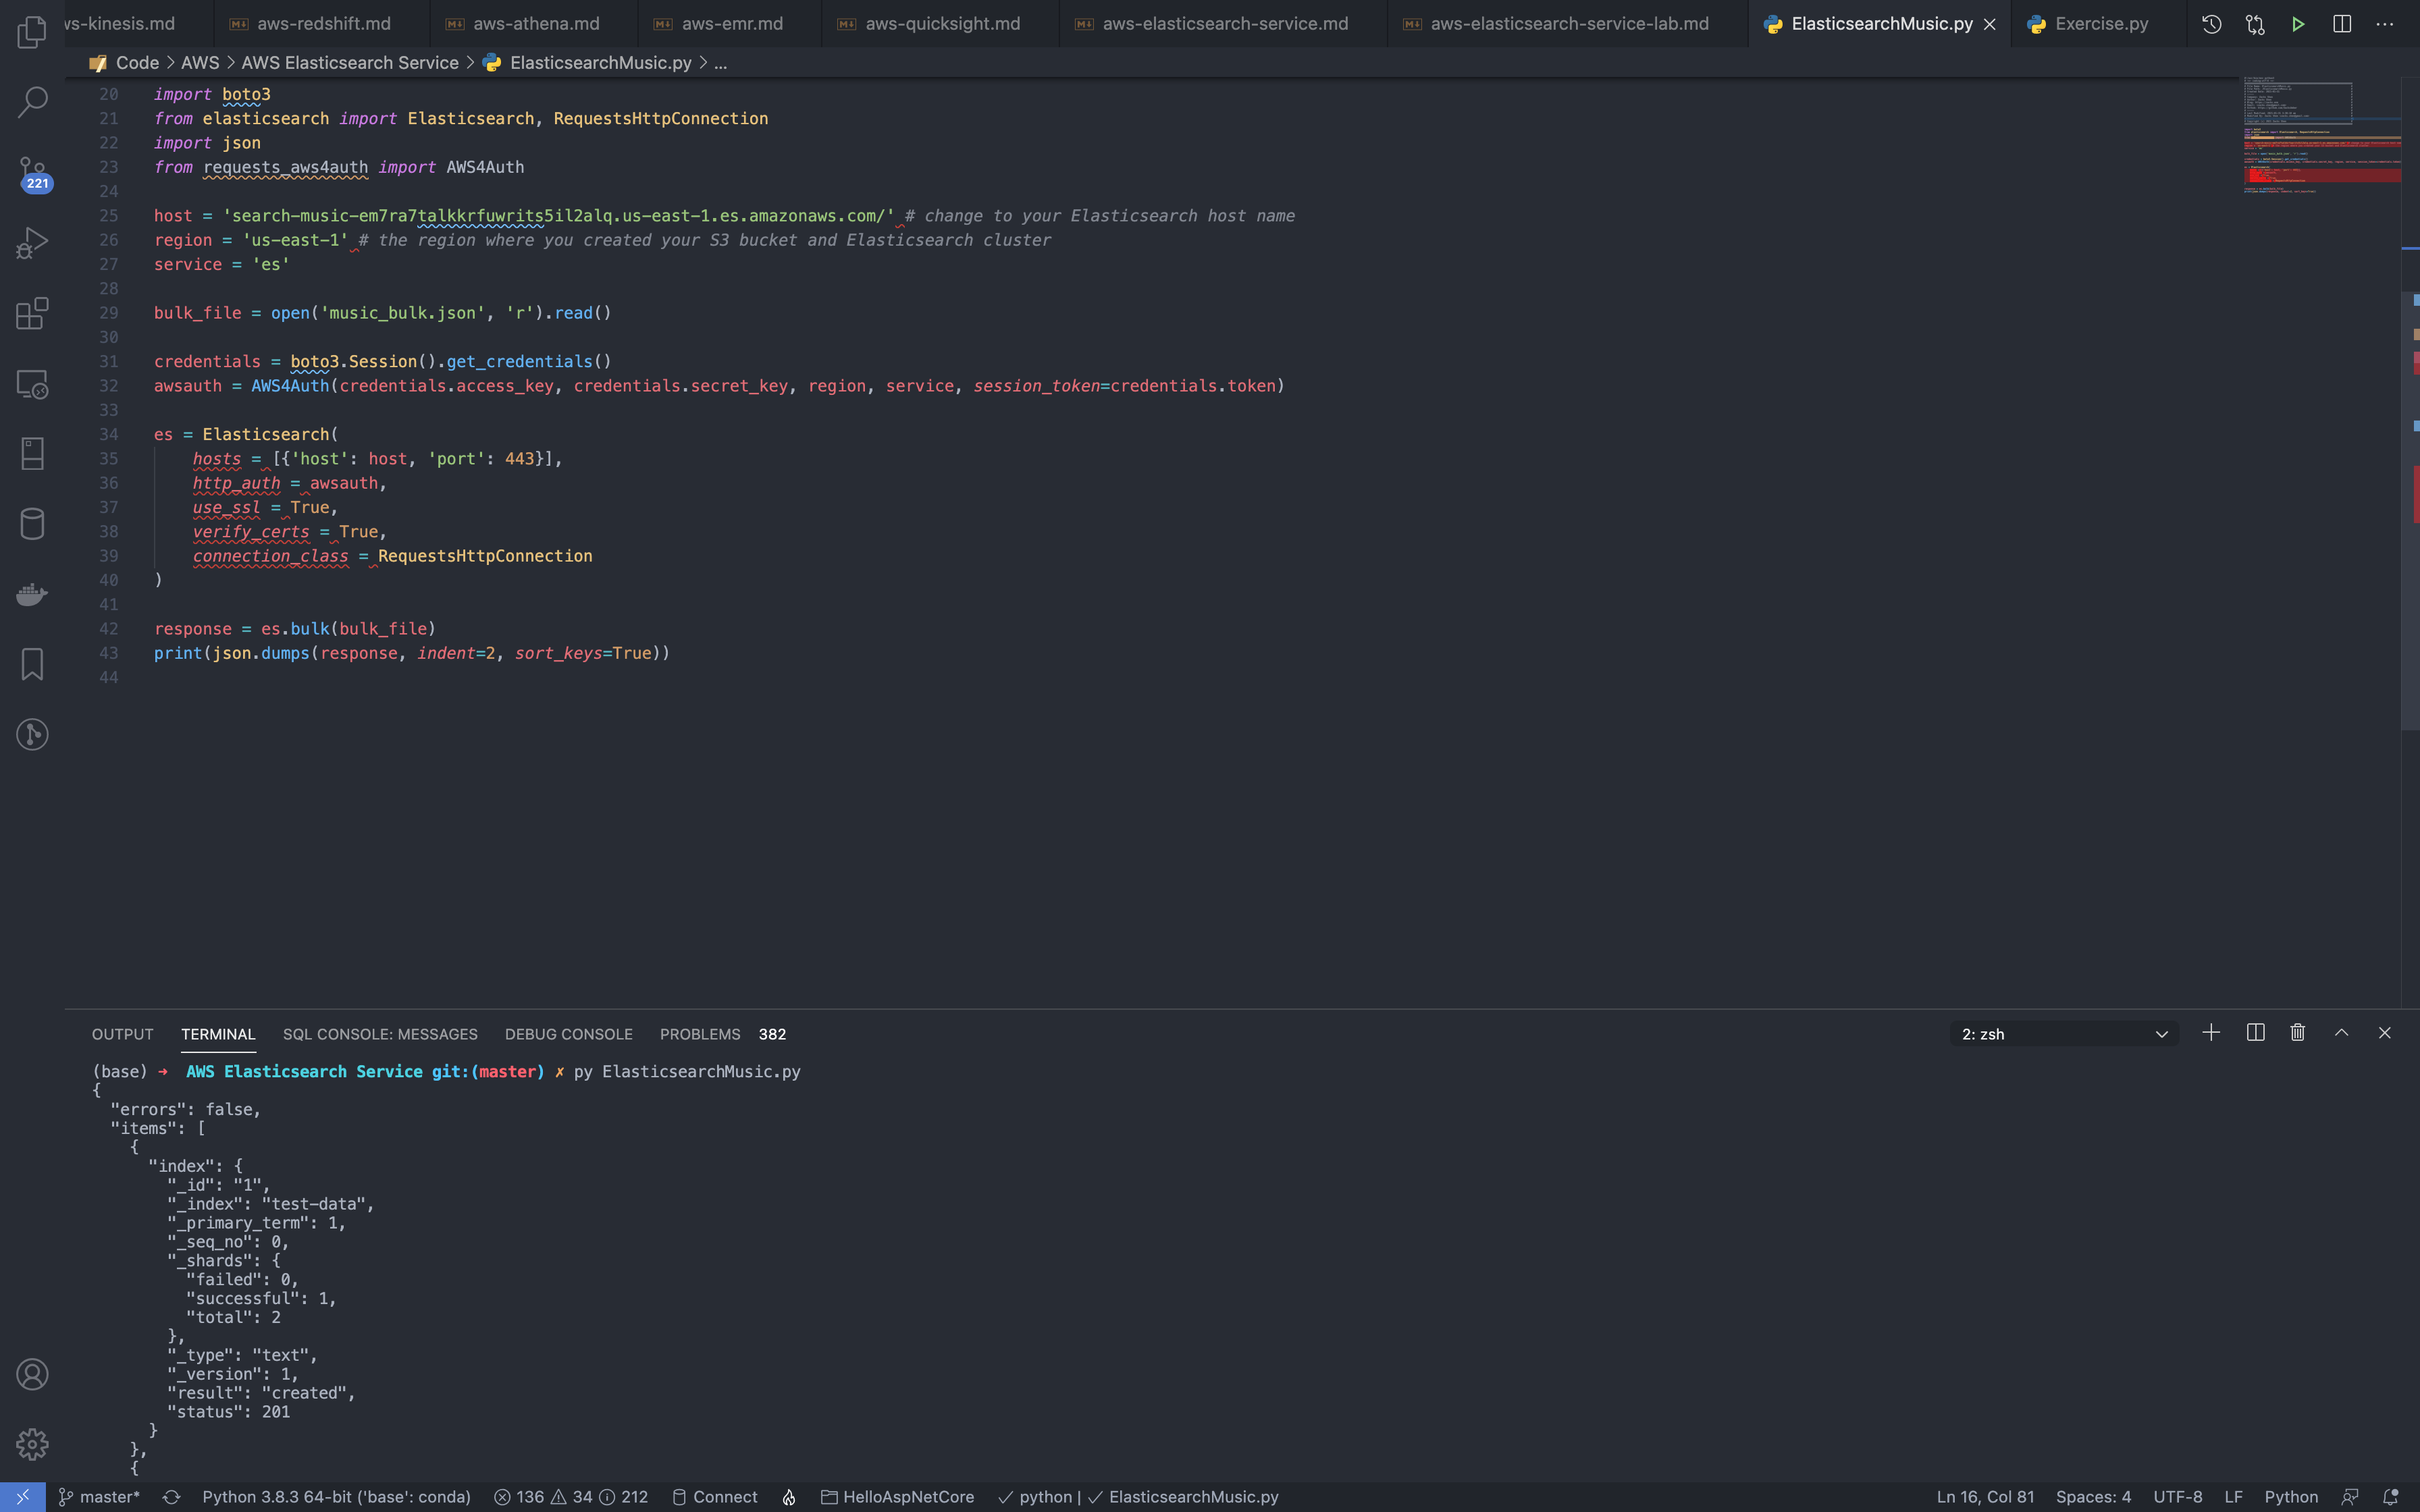 ws-kinesis.md aws-redshift.md aws-athena.md aws-emr.md aws-quicksight.md aws-elasticsearch-service.md aws-elasticsearch-service-lab.md ElasticsearchMusic.py Exercise.py
Code > AWS > AWS Elasticsearch Service > ElasticsearchMusic.py > ...
20 import boto3
21 from elasticsearch import Elasticsearch, RequestsHttpConnection
22 import json
23 from requests_aws4auth import AWS4Auth
24
25 host = 'search-music-em7ra7talkkrfuwrits5il2alq.us-east-1.es.amazonaws.com/' # change to your Elasticsearch host name
26 region = 'us-east-1' # the region where you created your S3 bucket and Elasticsearch cluster
27 service = 'es'
28
29 bulk_file = open('music_bulk.json', 'r').read()
30
31 credentials = boto3.Session().get_credentials()
32 awsauth = AWS4Auth(credentials.access_key, credentials.secret_key, region, service, session_token=credentials.token)
33
34 es = Elasticsearch(
35 hosts = [{'host': host, 'port': 443}],
36 http_auth = awsauth,
37 use_ssl = True,
38 verify_certs = True,
39 connection_class = RequestsHttpConnection
40 )
41
42 response = es.bulk(bulk_file)
43 print(json.dumps(response, indent=2, sort_keys=True))
44
221
OUTPUT TERMINAL SQL CONSOLE: MESSAGES DEBUG CONSOLE PROBLEMS 382 2: zsh
(base) → AWS Elasticsearch Service git:(master) ✗ py ElasticsearchMusic.py
{
"errors": false,
"items": [
{
"index": {
"_id": "1",
"_index": "test-data",
"_primary_term": 1,
"_seq_no": 0,
"_shards": {
"failed": 0,
"successful": 1,
"total": 2
},
"_type": "text",
"_version": 1,
"result": "created",
"status": 201
}
},
{
master* Python 3.8.3 64-bit ('base': conda) 136 34 212 Connect HelloAspNetCore ✓ python | ✓ ElasticsearchMusic.py Ln 16, Col 81 Spaces: 4 UTF-8 LF Python